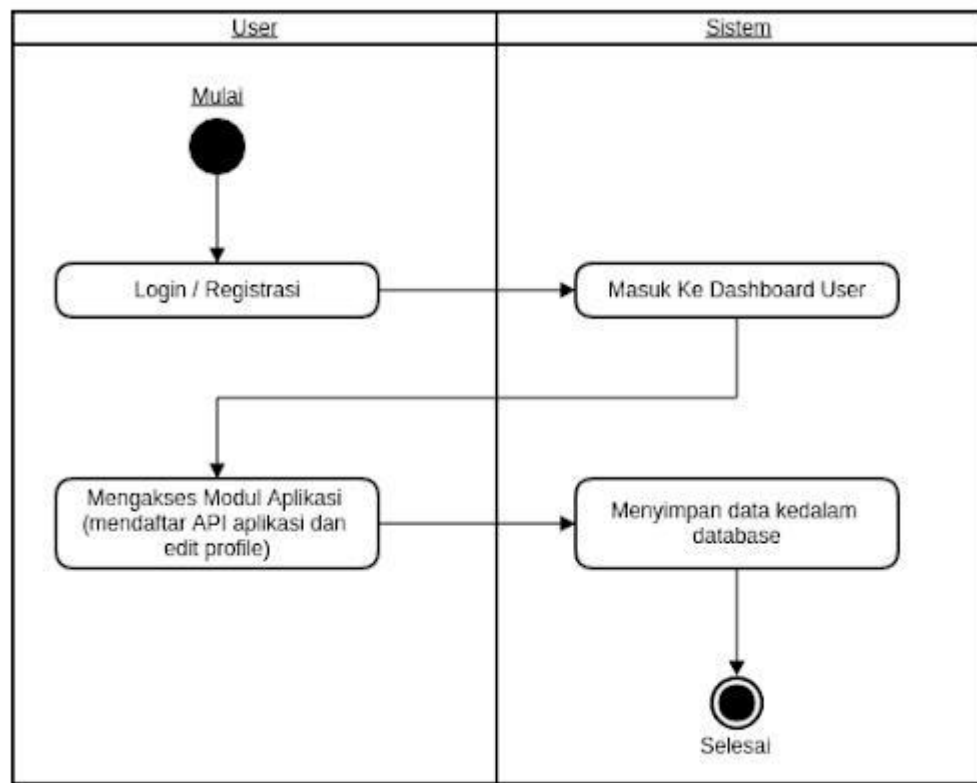 User
Sistem
Mulai
Login / Registrasi
Masuk Ke Dashboard User
Mengakses Modul Aplikasi
(mendaftar API aplikasi dan
edit profile)
Menyimpan data kedalam
database
Selesai